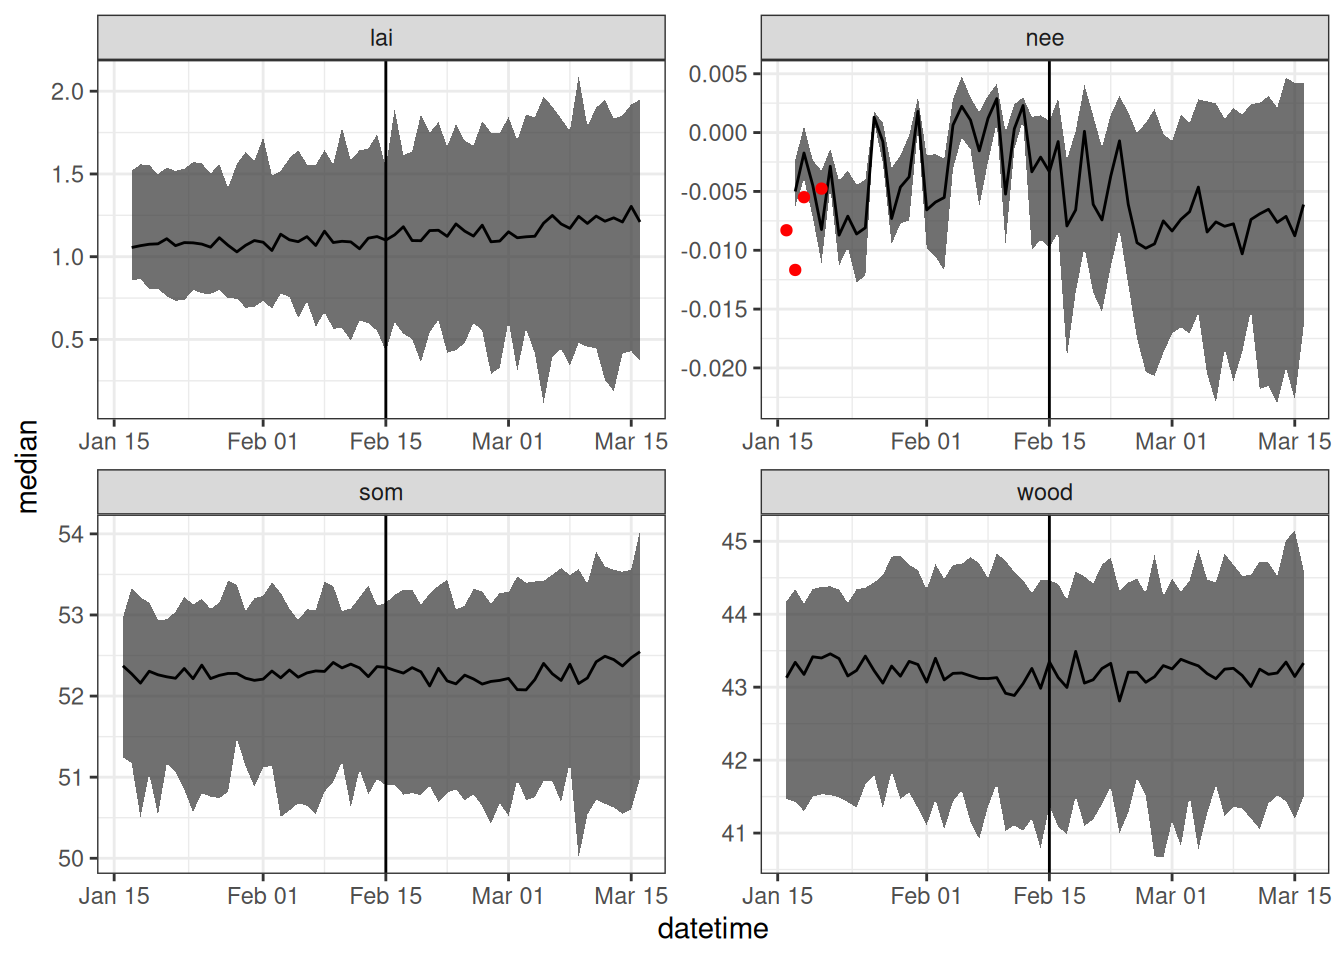 lai
nee
2.0
1.5
1.0
0.5
0.005
0.000
-0.005
-0.010
-0.015
-0.020
Jan 15 Feb 01 Feb 15 Mar 01 Mar 15
Jan 15 Feb 01 Feb 15 Mar 01 Mar 15
median
som
wood
54
53
52
51
50
45
44
43
42
41
Jan 15 Feb 01 Feb 15 Mar 01 Mar 15
Jan 15 Feb 01 Feb 15 Mar 01 Mar 15
datetime